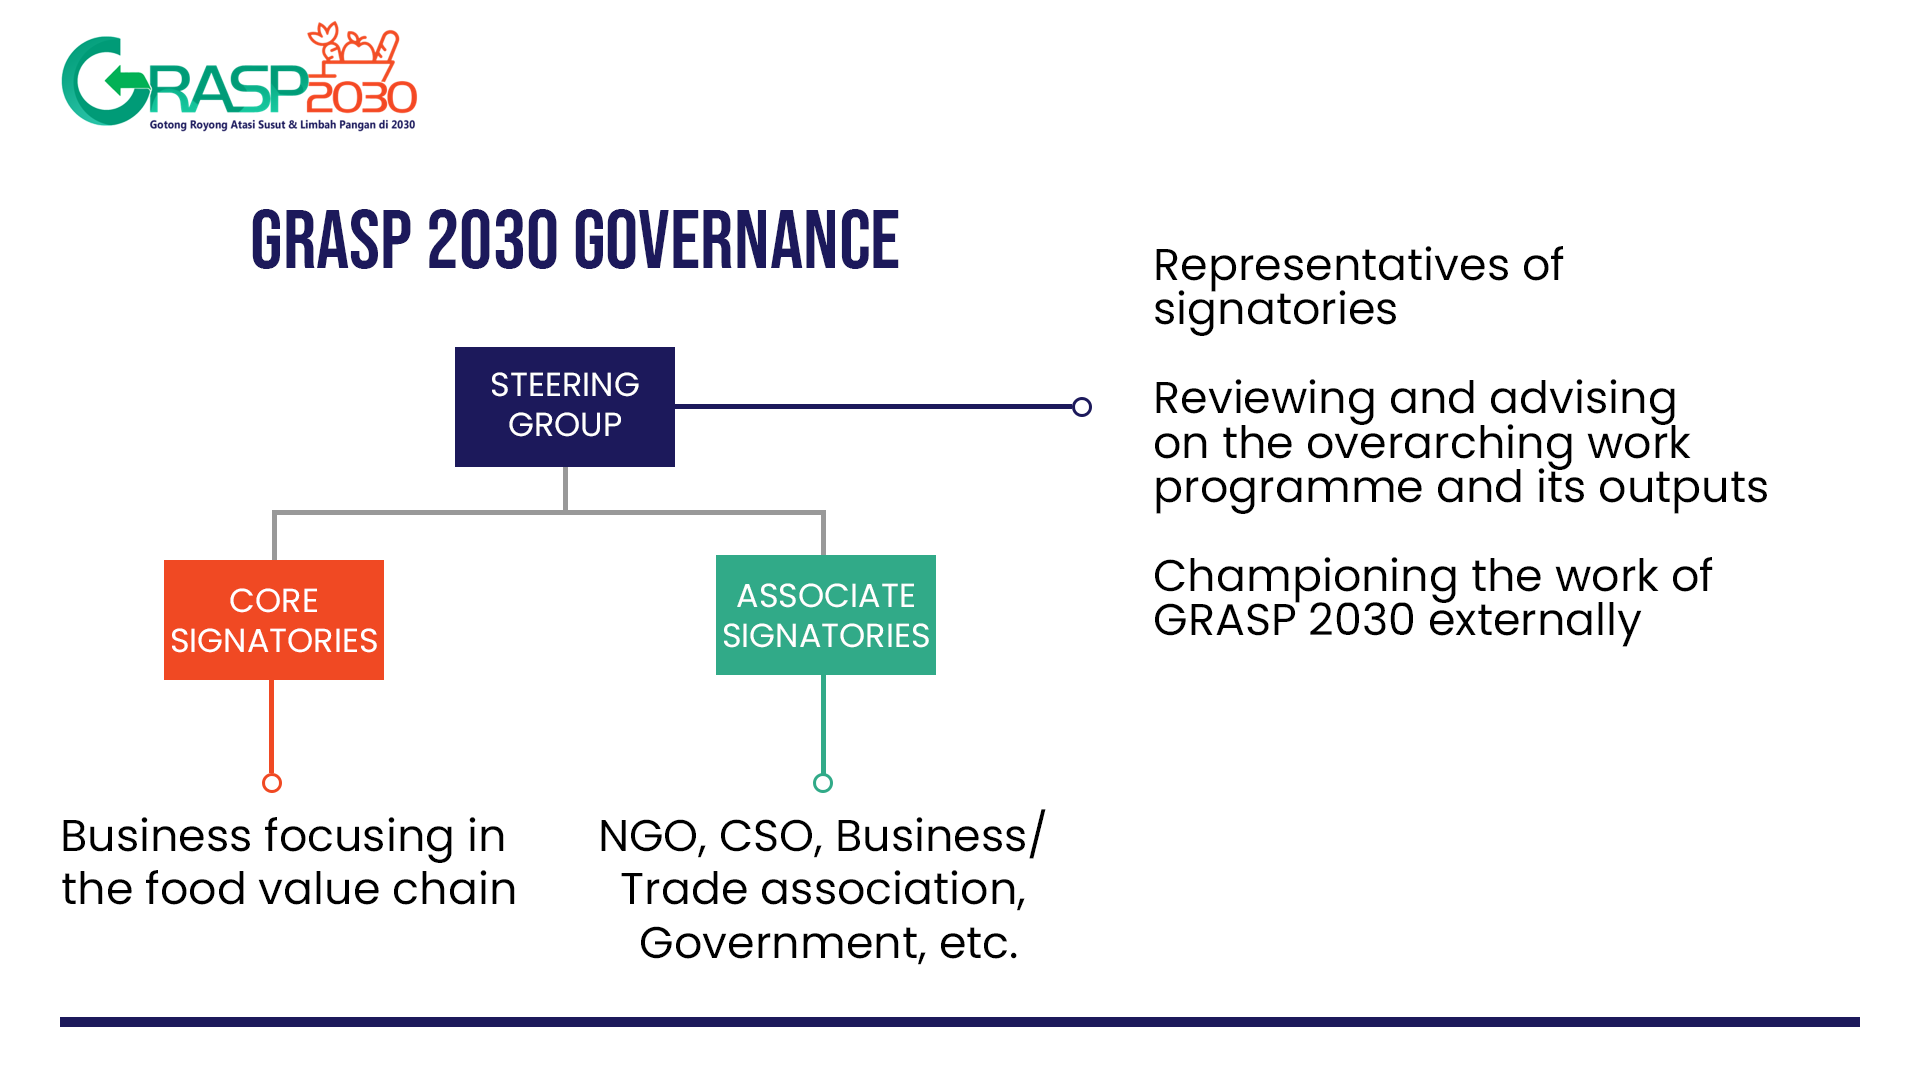 GRASP 2030
Gotong Royong Atasi Susut & Limbah Pangan di 2030
GRASP 2030 GOVERNANCE
STEERING
GROUP
CORE
SIGNATORIES
ASSOCIATE
SIGNATORIES
Business focusing in
the food value chain
NGO, CSO, Business/
Trade association,
Government, etc.
Representatives of
signatories
Reviewing and advising
on the overarching work
programme and its outputs
Championing the work of
GRASP 2030 externally